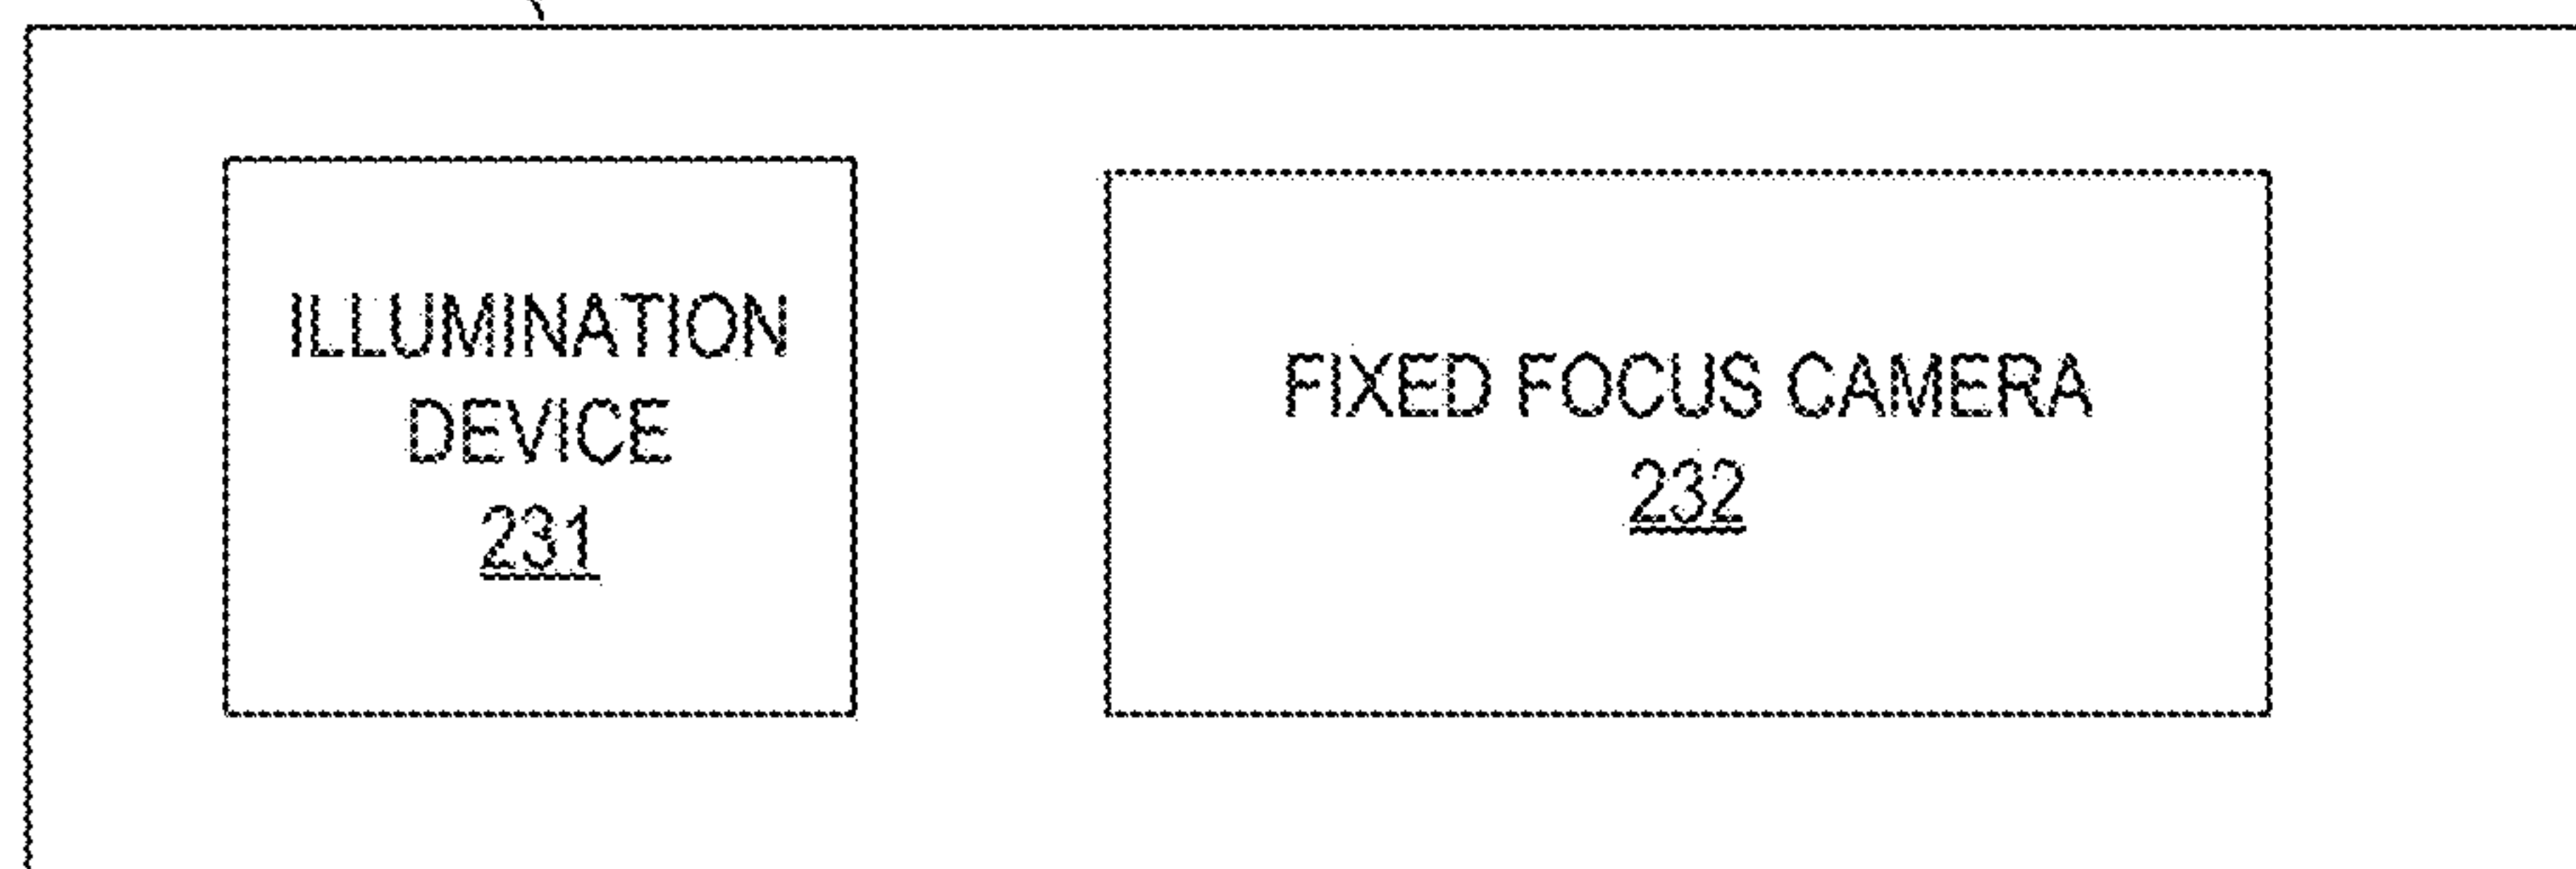 ILLUMINATION
DEVICE
231
FIXED FOCUS CAMERA
232